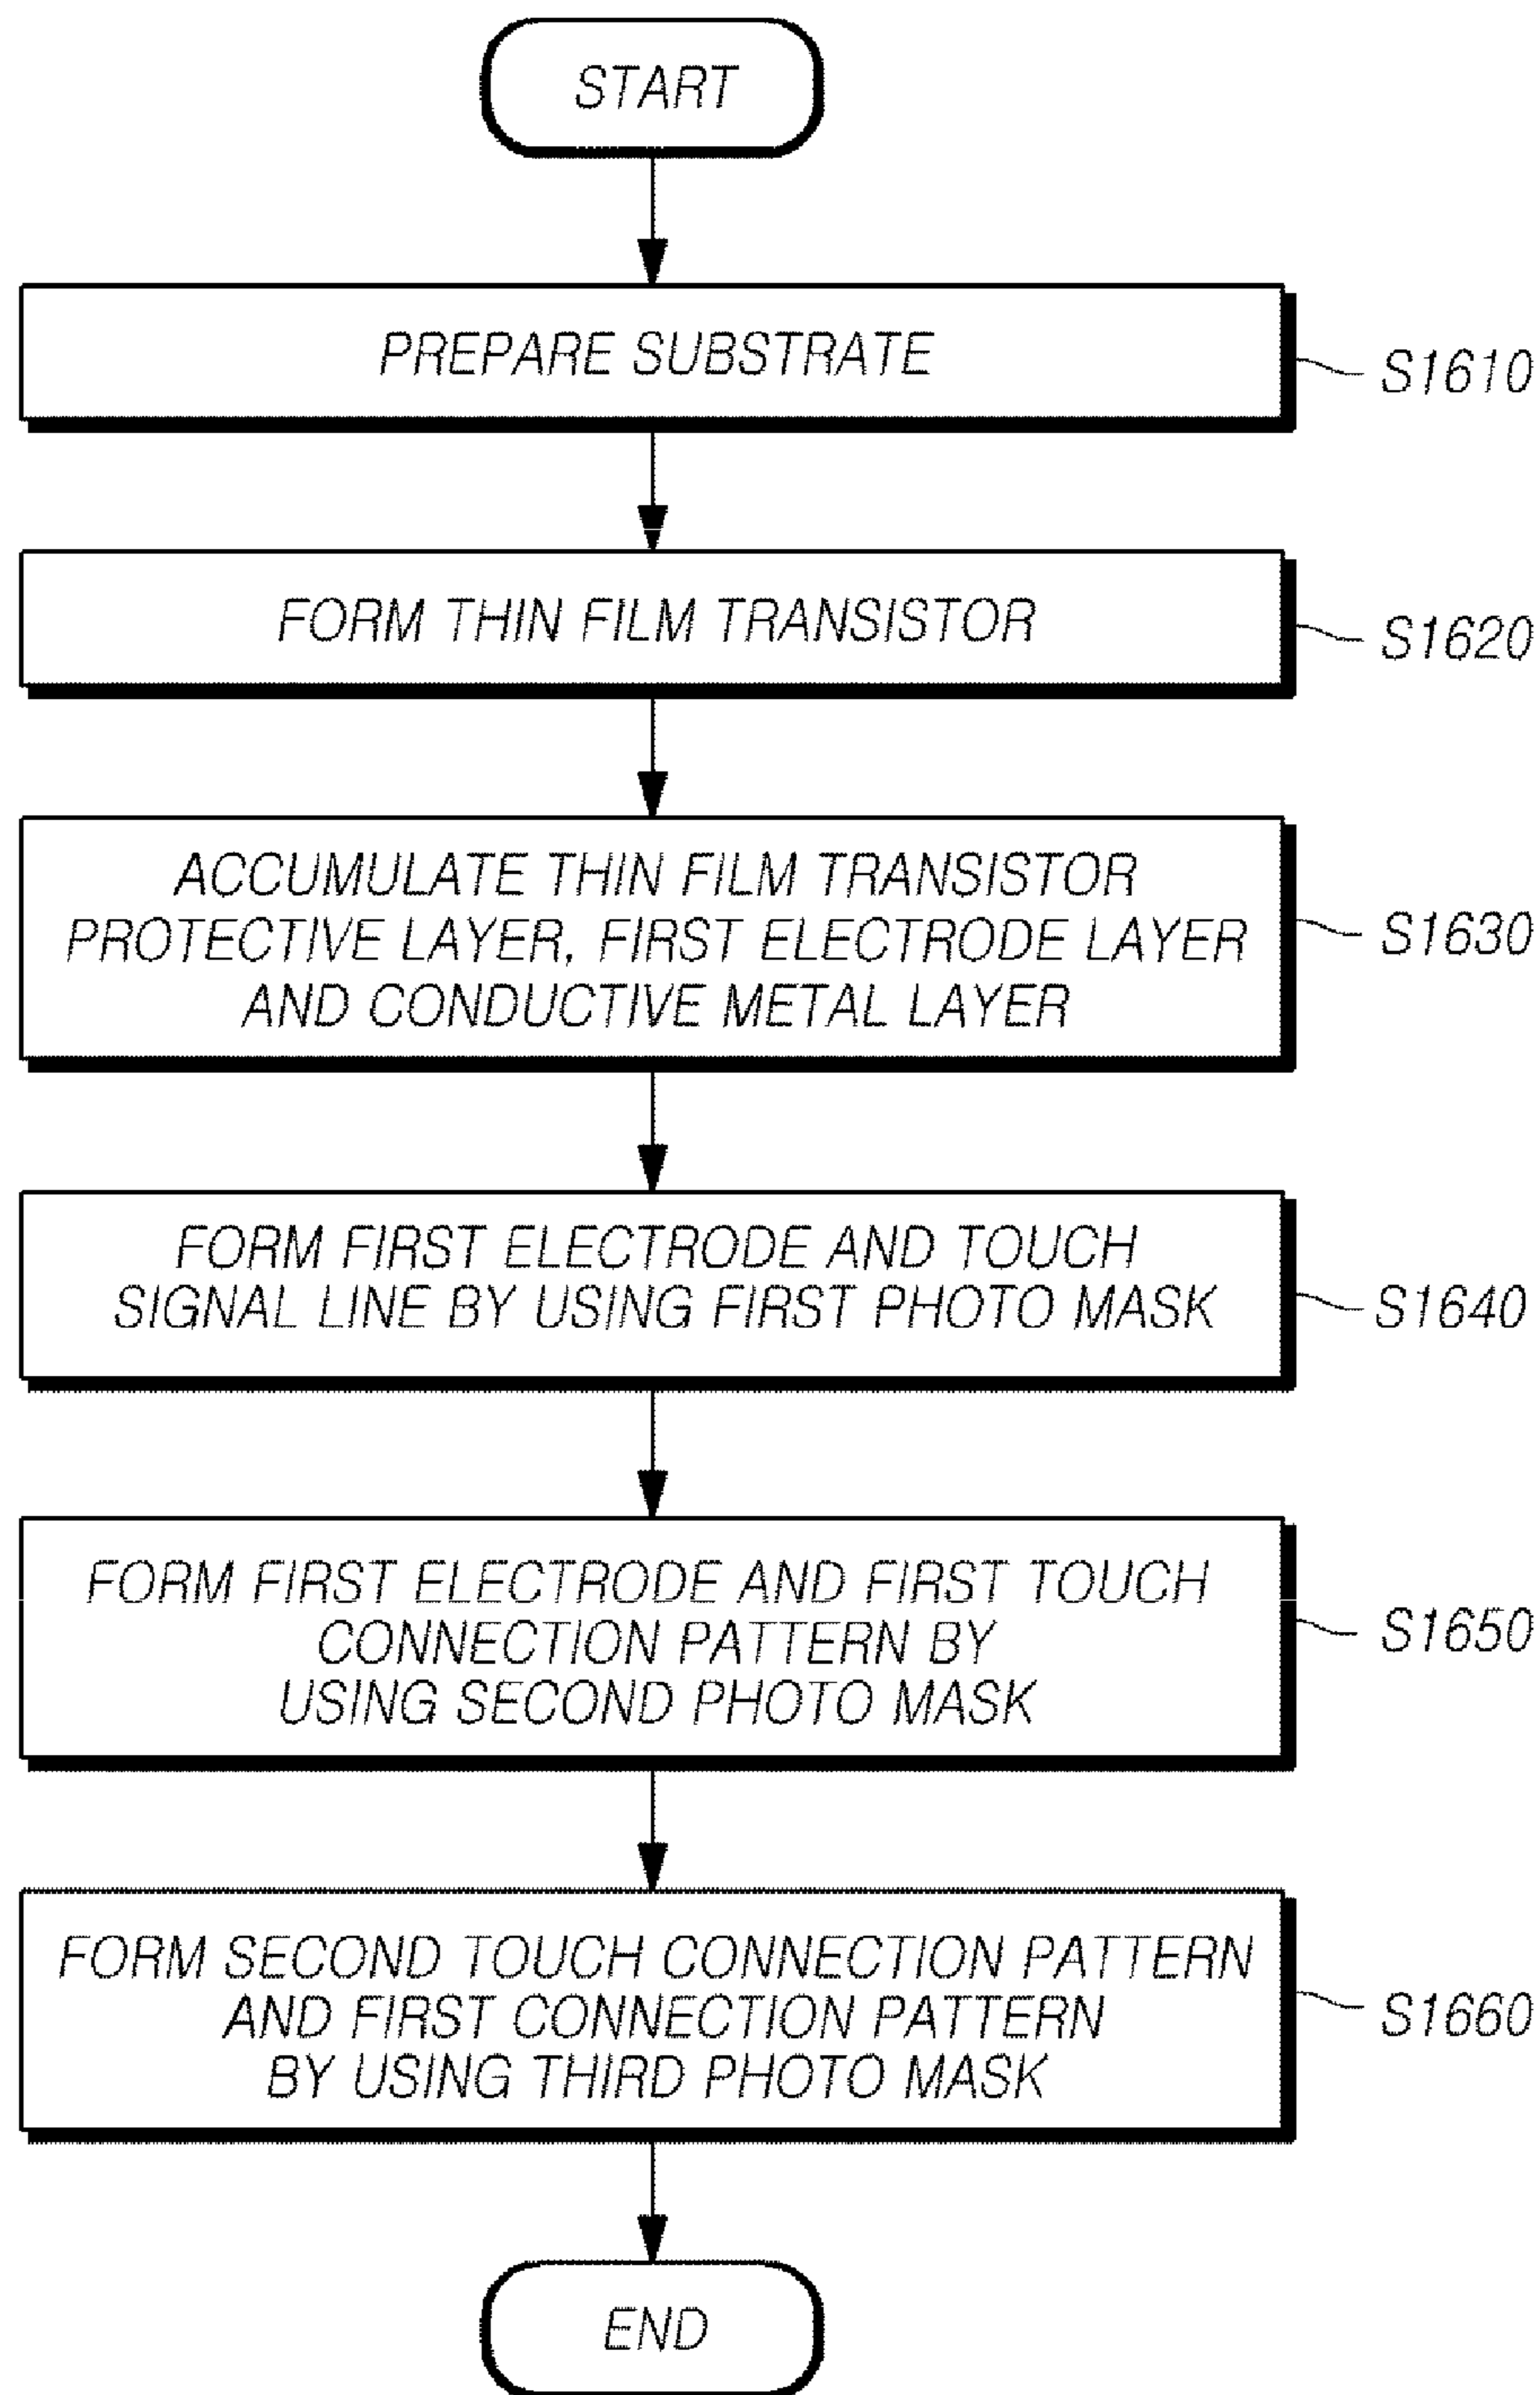 START
PREPARE SUBSTRATE
S1610
FORM THIN FILM TRANSISTOR
S1620
ACCUMULATE THIN FILM TRANSISTOR
PROTECTIVE LAYER, FIRST ELECTRODE LAYER
AND CONDUCTIVE METAL LAYER
S1630
FORM FIRST ELECTRODE AND TOUCH
SIGNAL LINE BY USING FIRST PHOTO MASK
S1640
FORM FIRST ELECTRODE AND FIRST TOUCH
CONNECTION PATTERN BY
USING SECOND PHOTO MASK
S1650
FORM SECOND TOUCH CONNECTION PATTERN
AND FIRST CONNECTION PATTERN
BY USING THIRD PHOTO MASK
S1660
END